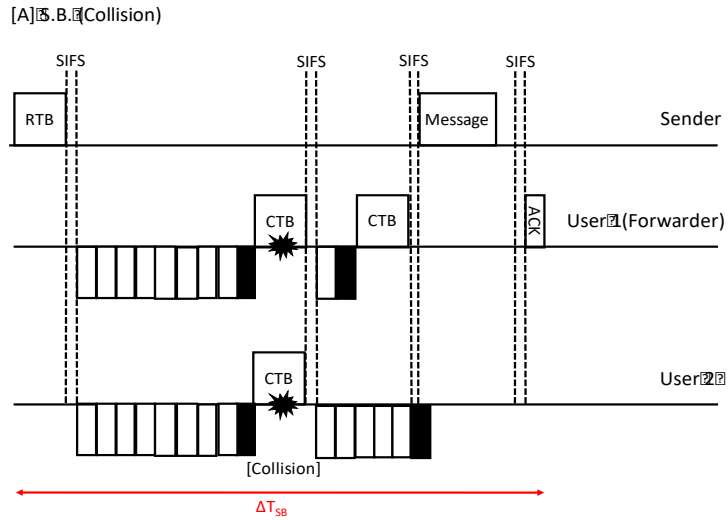 [A] S.B. (Collision)
SIFS SIFS SIFS SIFS
RTB Message Sender
CTB CTB ACK User 1 (Forwarder)
CTB User 2
[Collision]
ΔT_SB